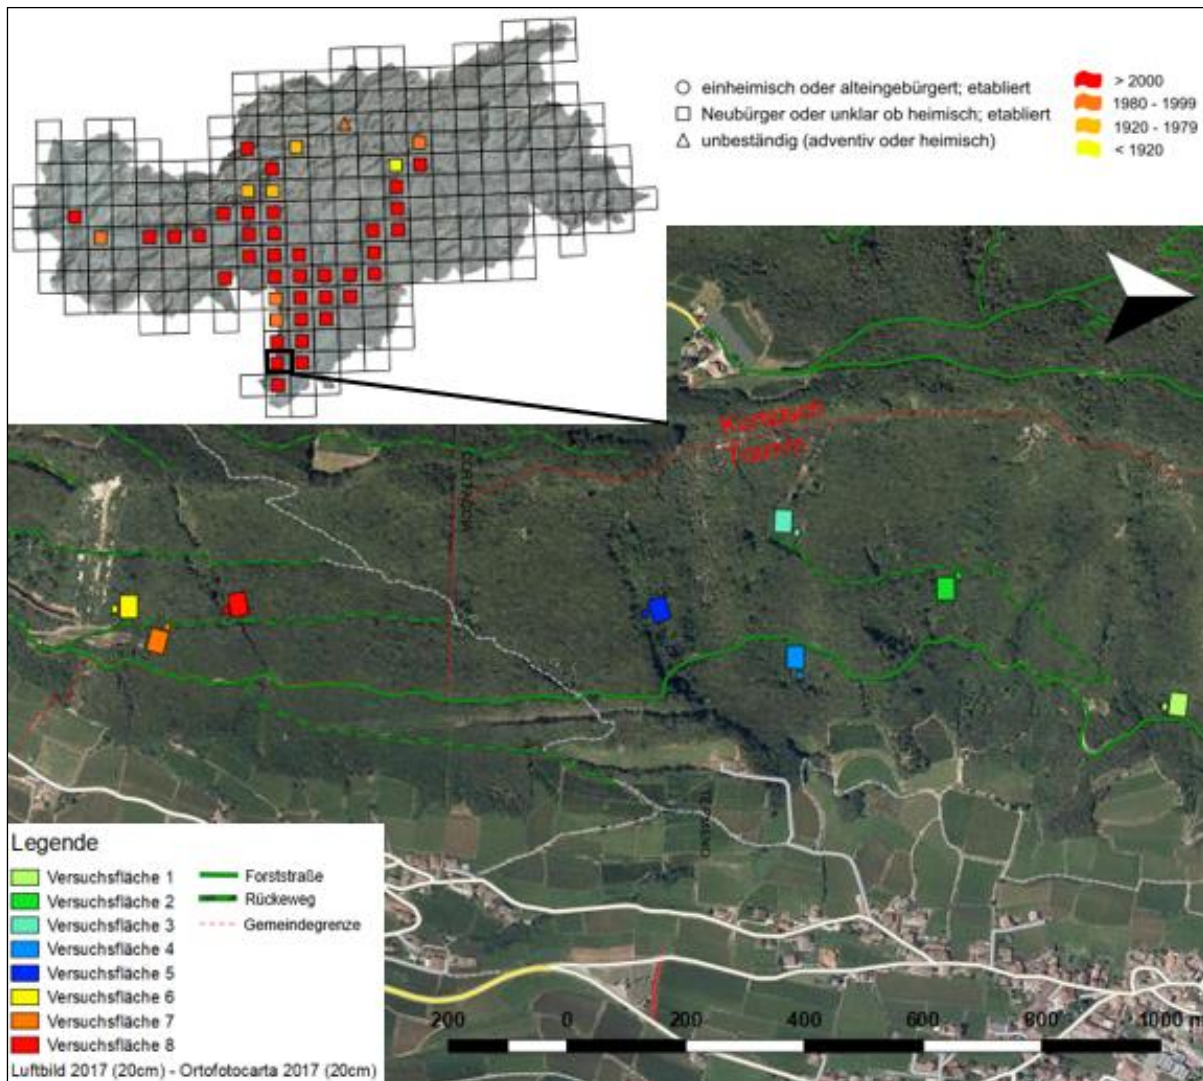 einheimisch oder alteingebürgert; etabliert
Neubürger oder unklar ob heimisch; etabliert
unbeständig (adventiv oder heimisch)
> 2000
1980 - 1999
1920 - 1979
< 1920
Kurtatsch
Tramin
Legende
Versuchsfläche 1
Versuchsfläche 2
Versuchsfläche 3
Versuchsfläche 4
Versuchsfläche 5
Versuchsfläche 6
Versuchsfläche 7
Versuchsfläche 8
Forststraße
Rückeweg
Gemeindegrenze
Luftbild 2017 (20cm) - Ortofotocarta 2017 (20cm)
200 0 200 400 600 800 1000 m